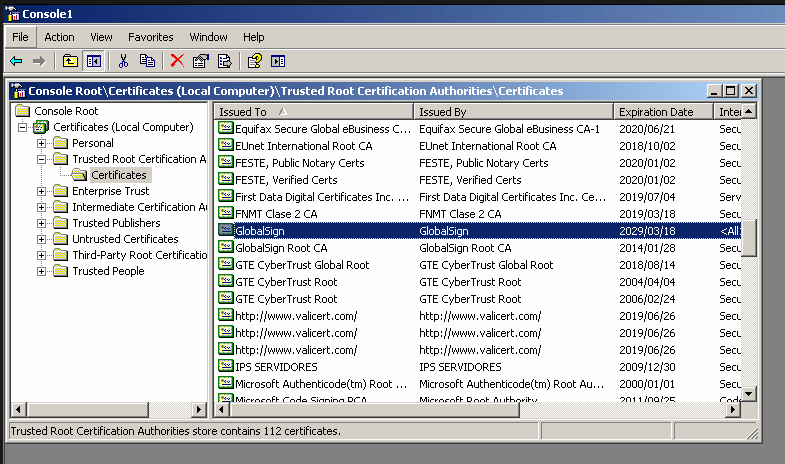 Console1
File Action View Favorites Window Help
Console Root\Certificates (Local Computer)\Trusted Root Certification Authorities\Certificates
Console Root
Certificates (Local Computer)
Personal
Trusted Root Certification A
Certificates
Enterprise Trust
Intermediate Certification Au
Trusted Publishers
Untrusted Certificates
Third-Party Root Certificatio
Trusted People
Issued To Issued By Expiration Date Inter
Equifax Secure Global eBusiness C... Equifax Secure Global eBusiness CA-1 2020/06/21 Secu
EUnet International Root CA EUnet International Root CA 2018/10/02 Secu
FESTE, Public Notary Certs FESTE, Public Notary Certs 2020/01/02 Secu
FESTE, Verified Certs FESTE, Verified Certs 2020/01/02 Secu
First Data Digital Certificates Inc. ... First Data Digital Certificates Inc. Ce... 2019/07/04 Serv
FNMT Clase 2 CA FNMT Clase 2 CA 2019/03/18 Secu
GlobalSign GlobalSign 2029/03/18 <All
GlobalSign Root CA GlobalSign Root CA 2014/01/28 Secu
GTE CyberTrust Global Root GTE CyberTrust Global Root 2018/08/14 Secu
GTE CyberTrust Root GTE CyberTrust Root 2004/04/04 Secu
GTE CyberTrust Root GTE CyberTrust Root 2006/02/24 Secu
http://www.valicert.com/ http://www.valicert.com/ 2019/06/26 Secu
http://www.valicert.com/ http://www.valicert.com/ 2019/06/26 Secu
http://www.valicert.com/ http://www.valicert.com/ 2019/06/26 Secu
IPS SERVIDORES IPS SERVIDORES 2009/12/30 Secu
Microsoft Authenticode(tm) Root ... Microsoft Authenticode(tm) Root Au... 2000/01/01 Secu
Microsoft Code Signing PCA Microsoft Root Authority 2011/09/25 Code
Trusted Root Certification Authorities store contains 112 certificates.